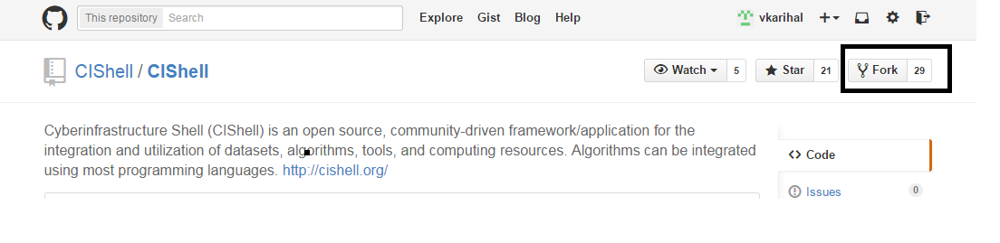 This repository Search Explore Gist Blog Help vkarihal
CIShell / CIShell Watch 5 Star 21 Fork 29
Cyberinfrastructure Shell (CIShell) is an open source, community-driven framework/application for the
integration and utilization of datasets, algorithms, tools, and computing resources. Algorithms can be integrated
using most programming languages. http://cishell.org/
Code
Issues 0